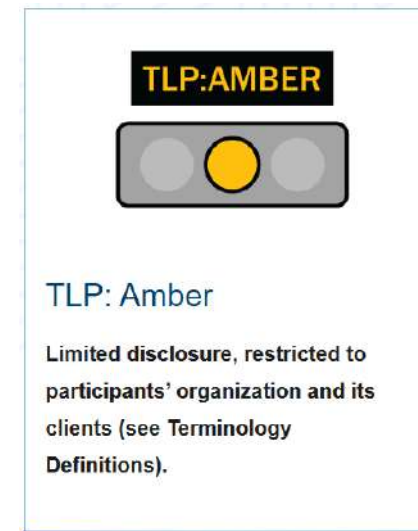 TLP:AMBER
TLP: Amber
Limited disclosure, restricted to
participants’ organization and its
clients (see Terminology
Definitions).